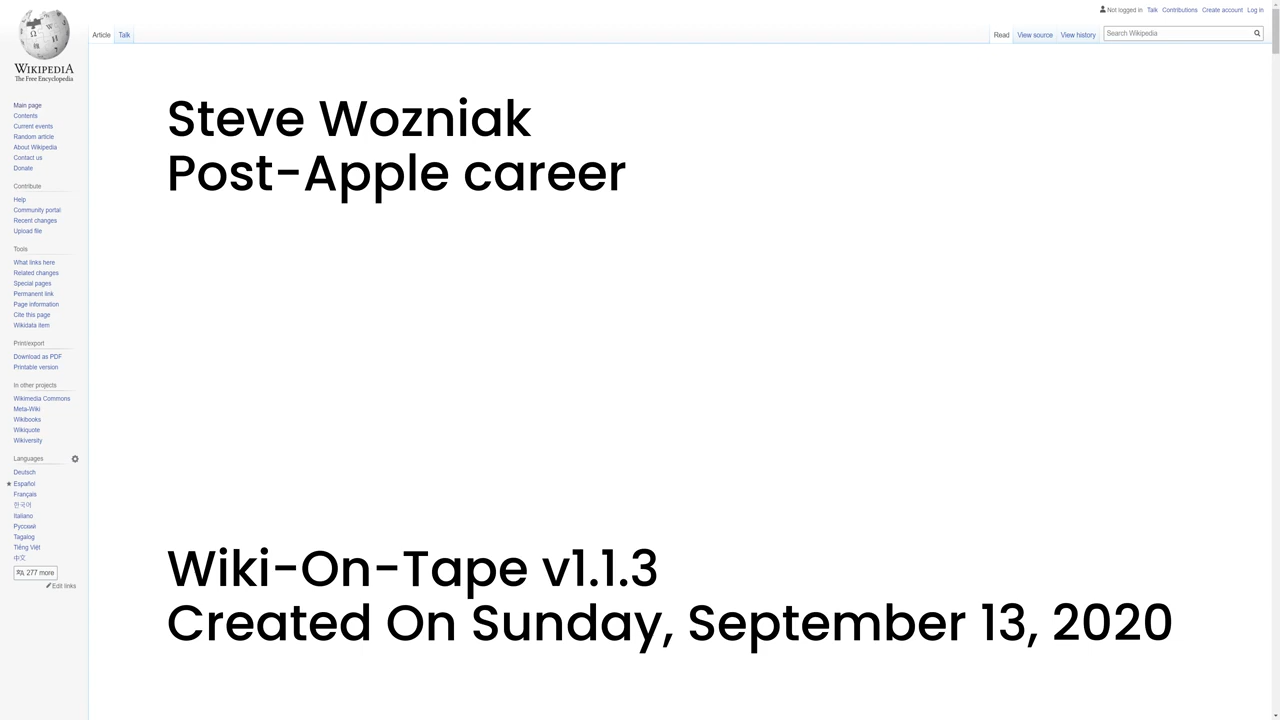 Not logged in Talk Contributions Create account Log in
Article Talk Read View source View history Search Wikipedia
WIKIPEDIA
The Free Encyclopedia
Main page
Contents
Current events
Random article
About Wikipedia
Contact us
Donate
Contribute
Help
Community portal
Recent changes
Upload file
Tools
What links here
Related changes
Special pages
Permanent link
Page information
Cite this page
Wikidata item
Print/export
Download as PDF
Printable version
In other projects
Wikimedia Commons
Meta-Wiki
Wikibooks
Wikiquote
Wikiversity
Languages
Deutsch
Español
Français
한국어
Italiano
Русский
Tagalog
Tiếng Việt
中文
277 more
Edit links
Steve Wozniak
Post-Apple career
Wiki-On-Tape v1.1.3
Created On Sunday, September 13, 2020